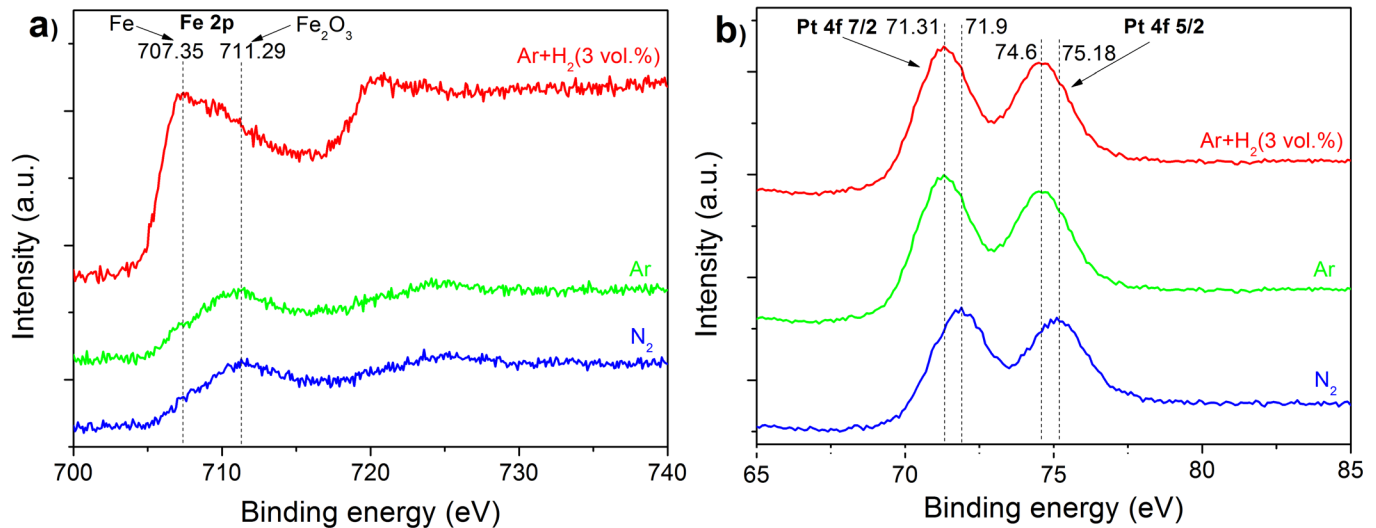 a)
Fe
Fe 2p
Fe2O3
707.35
711.29
Ar+H2(3 vol.%)
Ar
N2
Intensity (a.u.)
700
710
720
730
740
Binding energy (eV)
b)
Pt 4f 7/2
71.31
71.9
Pt 4f 5/2
74.6
75.18
Ar+H2(3 vol.%)
Ar
N2
Intensity (a.u.)
65
70
75
80
85
Binding energy (eV)